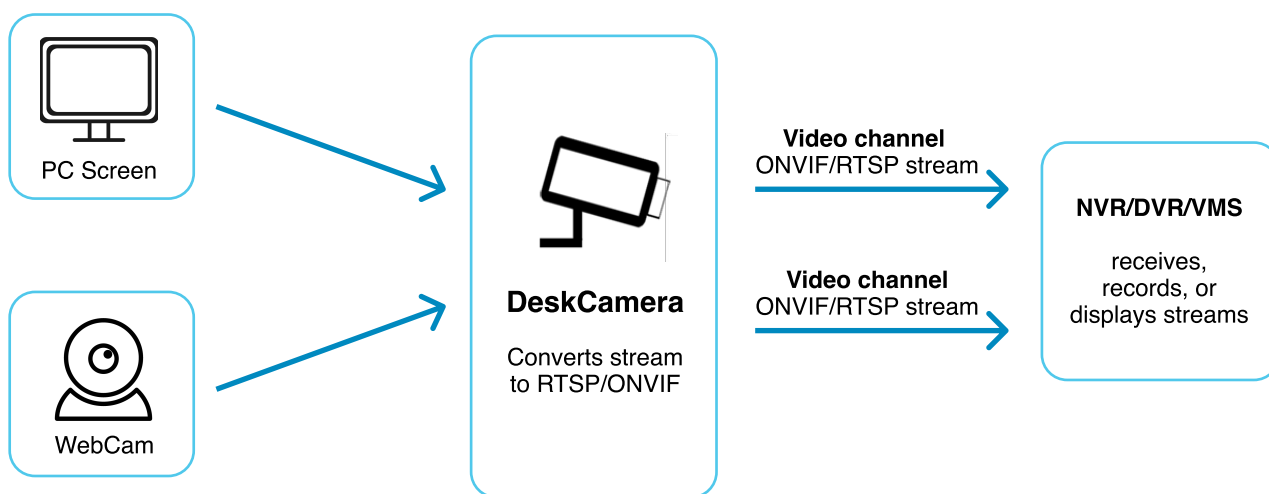 PC Screen
WebCam
DeskCamera
Converts stream
to RTSP/ONVIF
Video channel
ONVIF/RTSP stream
Video channel
ONVIF/RTSP stream
NVR/DVR/VMS
receives,
records, or
displays streams